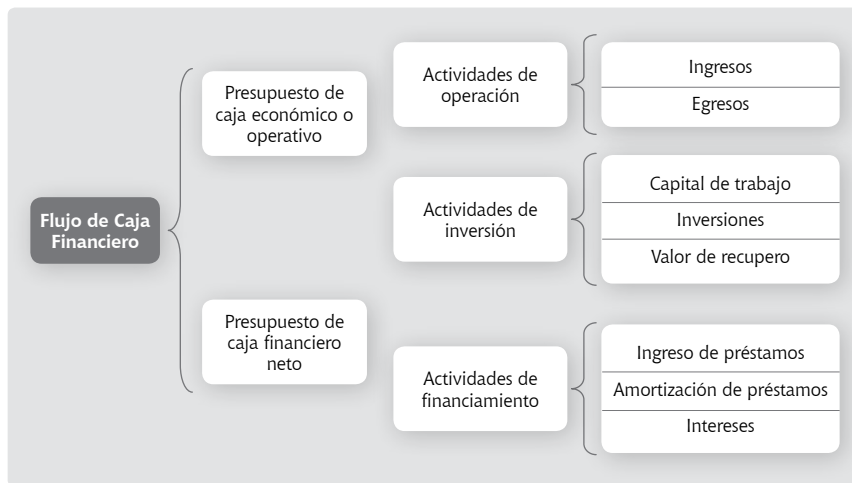 Flujo de Caja
Financiero
Presupuesto de
caja económico o
operativo
Presupuesto de
caja financiero
neto
Actividades de
operación
Ingresos
Egresos
Actividades de
inversión
Capital de trabajo
Inversiones
Valor de recupero
Actividades de
financiamiento
Ingreso de préstamos
Amortización de préstamos
Intereses